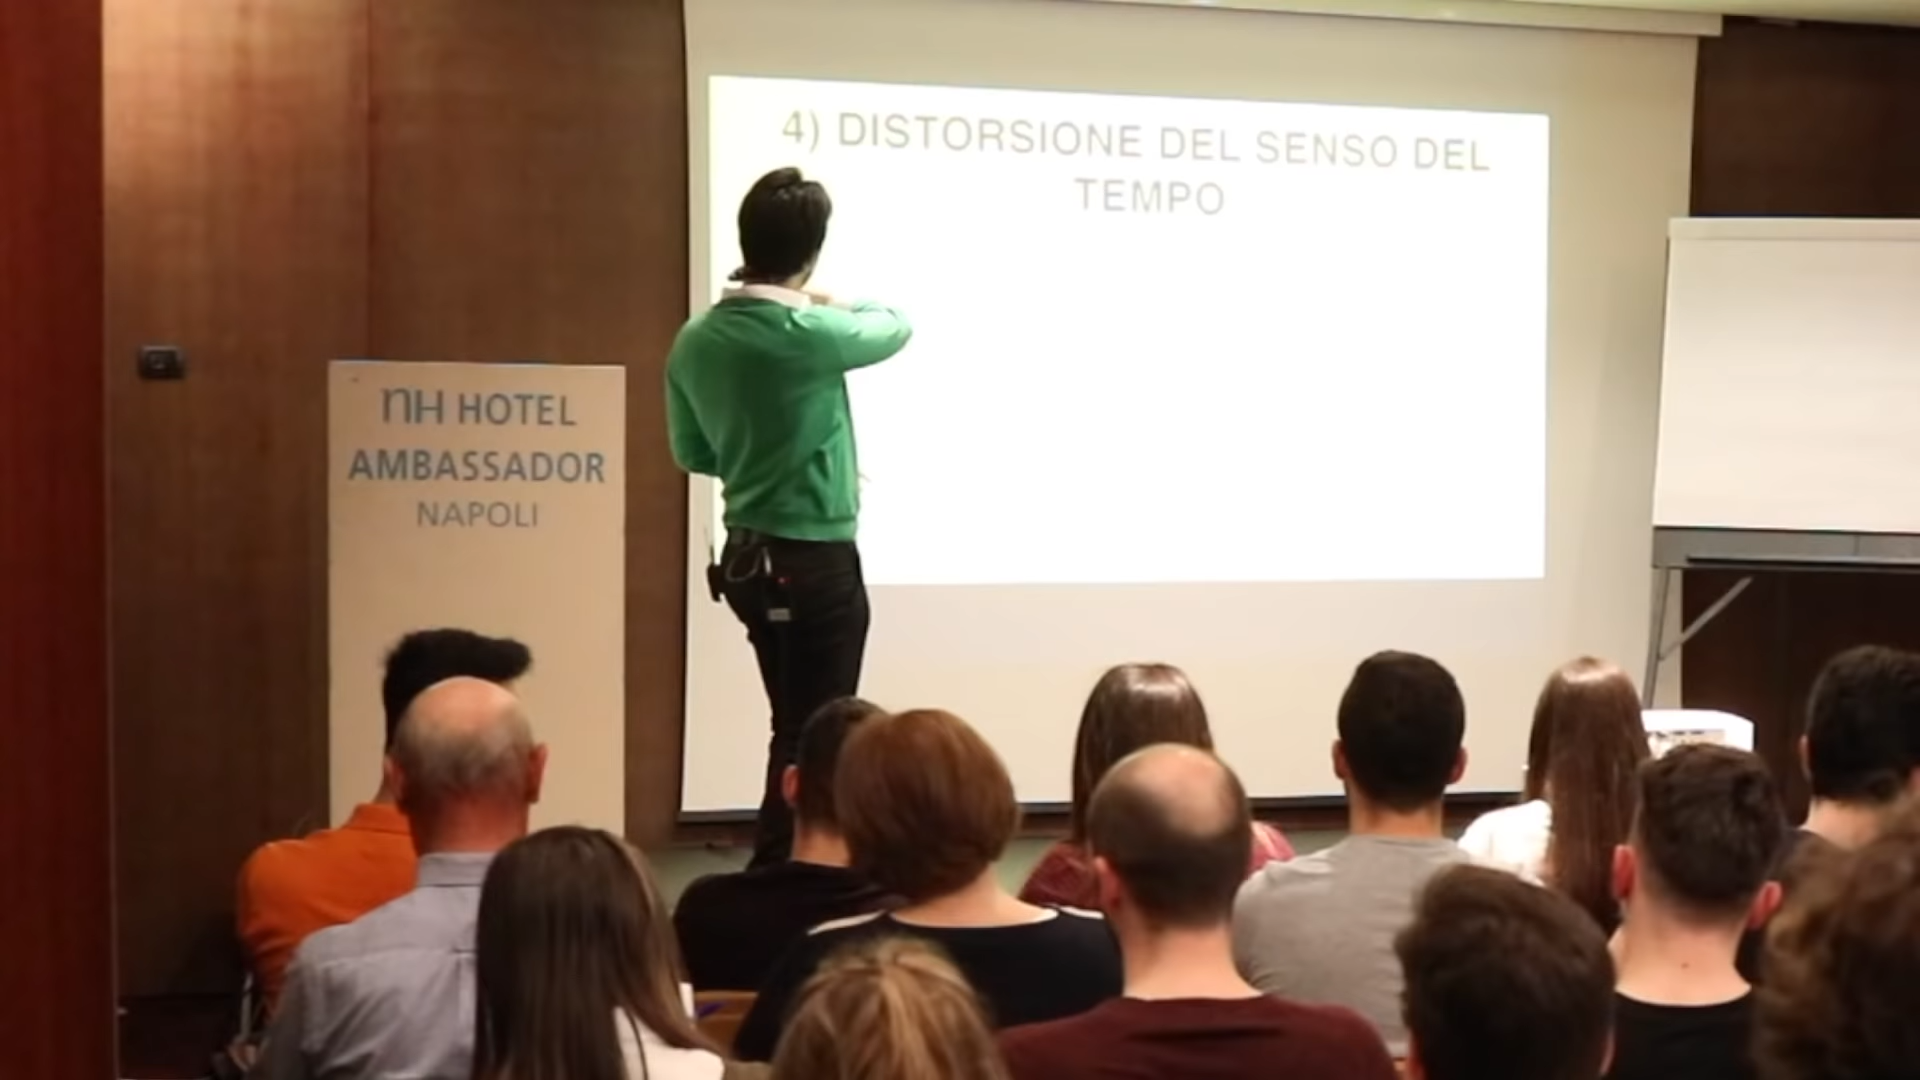 4) DISTORSIONE DEL SENSO DEL
TEMPO
nH HOTEL
AMBASSADOR
NAPOLI